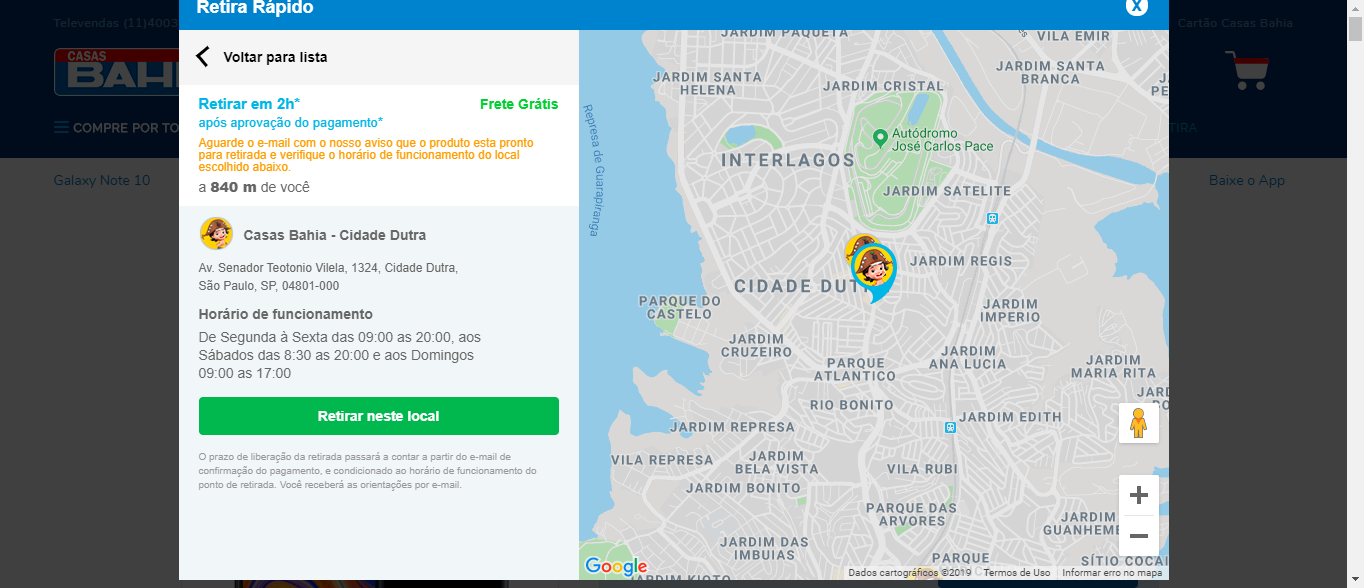 Televendas (11)4003
Cartão Casas Bahia
CASAS
BAHI
COMPRE POR TO
TIRA
Galaxy Note 10
Baixe o App
Retira Rápido
X
Voltar para lista
Retirar em 2h*
Frete Grátis
após aprovação do pagamento*
Aguarde o e-mail com o nosso aviso que o produto esta pronto
para retirada e verifique o horário de funcionamento do local
escolhido abaixo.
a 840 m de você
Casas Bahia - Cidade Dutra
Av. Senador Teotonio Vilela, 1324, Cidade Dutra,
São Paulo, SP, 04801-000
Horário de funcionamento
De Segunda à Sexta das 09:00 as 20:00, aos
Sábados das 8:30 as 20:00 e aos Domingos
09:00 as 17:00
Retirar neste local
O prazo de liberação da retirada passará a contar a partir do e-mail de
confirmação do pagamento, e condicionado ao horário de funcionamento do
ponto de retirada. Você receberá as orientações por e-mail.
JARDIM PAQUETA
VILA EMIR
JARDIM SANTA
HELENA
JARDIM CRISTAL
JARDIM SANTA
BRANCA
Represa de Guarapiranga
Autódromo
José Carlos Pace
INTERLAGOS
JARDIM SATELITE
JARDIM REGIS
CIDADE DUT
PARQUE DO
CASTELO
JARDIM
IMPERIO
JARDIM
CRUZEIRO
JARDIM
ANA LUCIA
PARQUE
ATLANTICO
JARDIM
MARIA RITA
RIO BONITO
JARDIM EDITH
JARDIM REPRESA
VILA REPRESA
JARDIM
BELA VISTA
VILA RUBI
JARDIM BONITO
PARQUE DAS
ARVORES
JARDIM
GUANHEM
JARDIM DAS
IMBUIAS
PARQUE
SÍTIO COCAI
JARDIM KIOTO
Google
Dados cartográficos ©2019
Termos de Uso
Informar erro no mapa